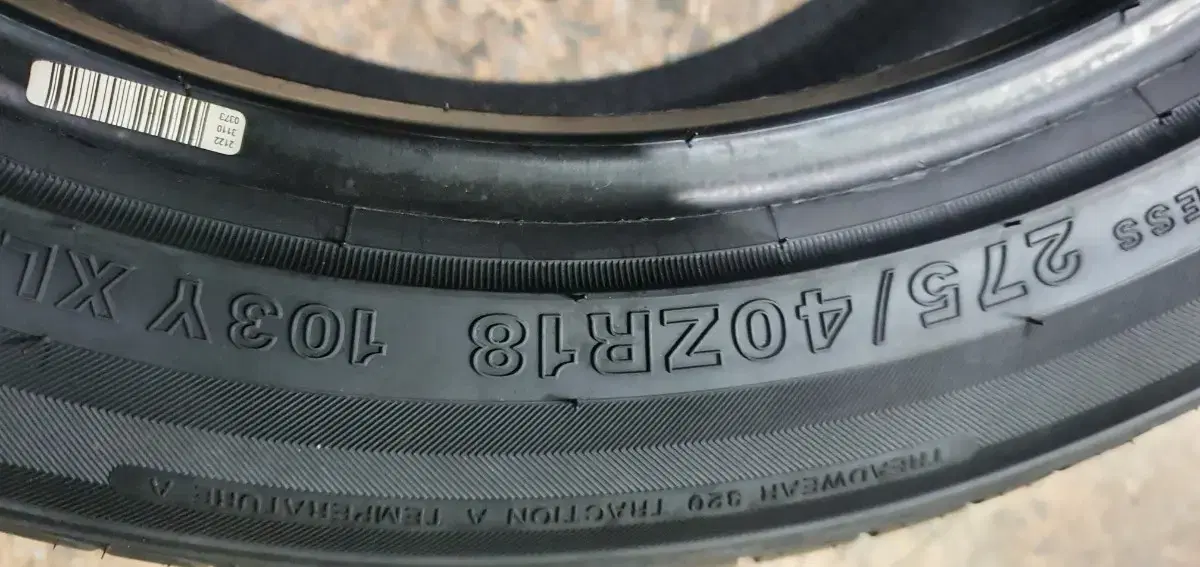 2122
3110
0373
ESS 275/40ZR18 103Y XL
TREADWEAR 320 TRACTION A TEMPERATURE A